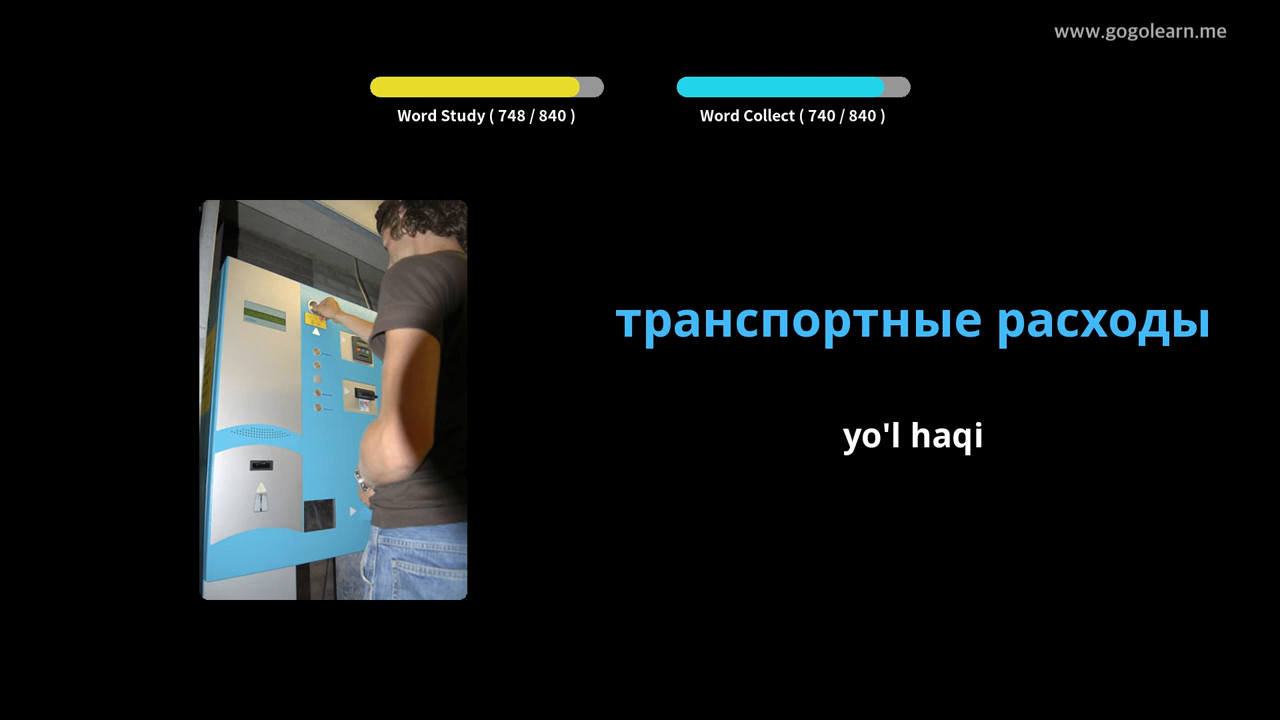 www.gogolearn.me
Word Study ( 748 / 840 )
Word Collect ( 740 / 840 )
транспортные расходы
yo'l haqi